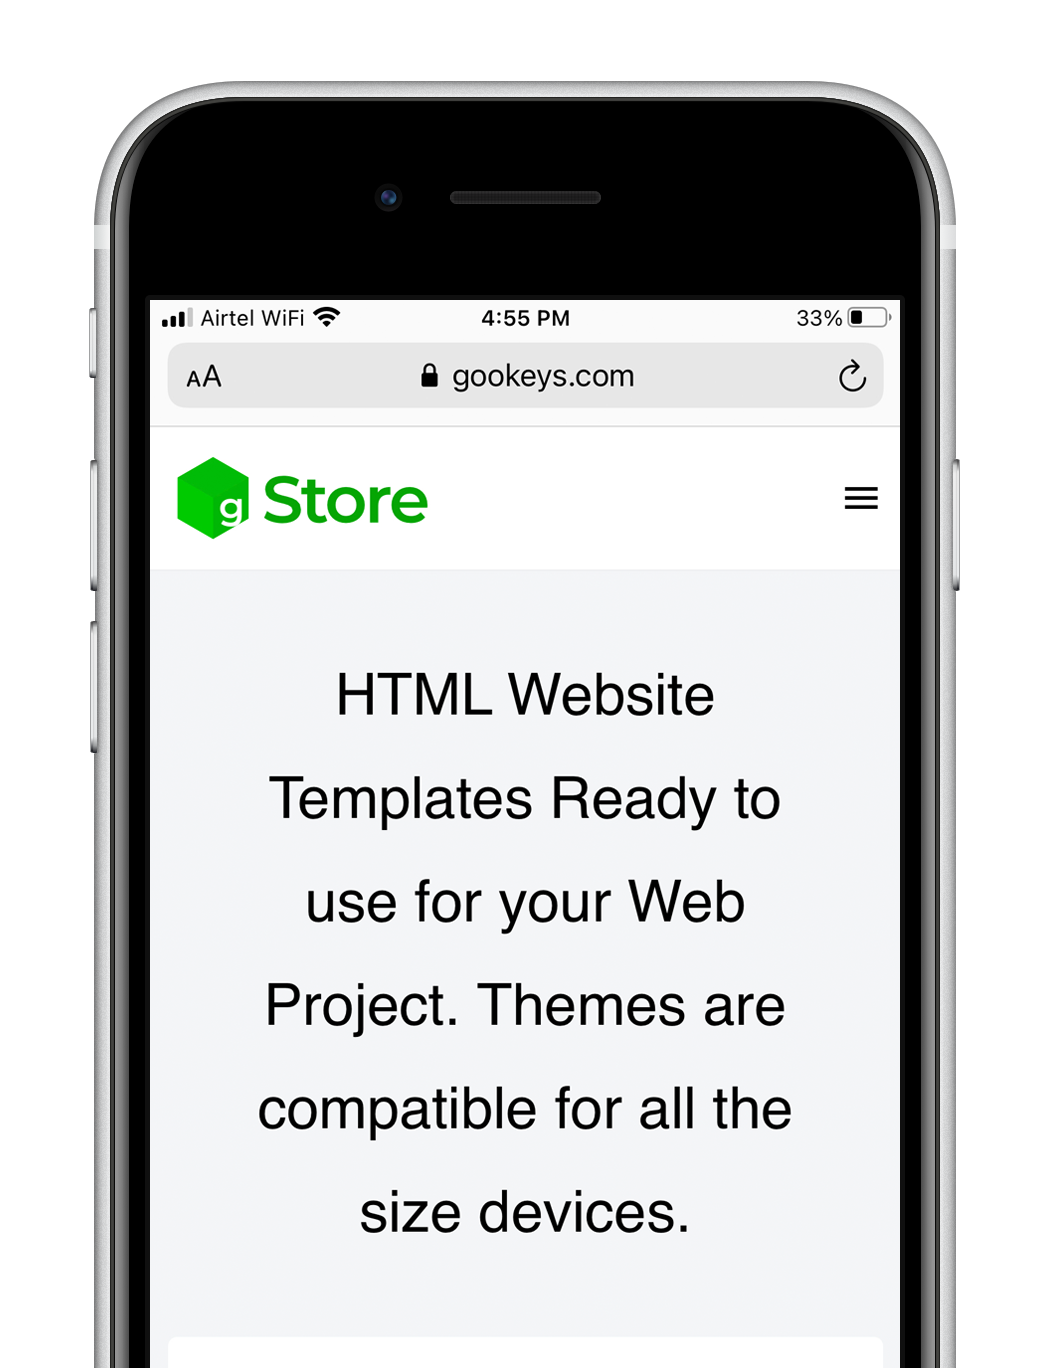 Airtel WiFi 4:55 PM 33%
AA gookeys.com
g Store
HTML Website
Templates Ready to
use for your Web
Project. Themes are
compatible for all the
size devices.